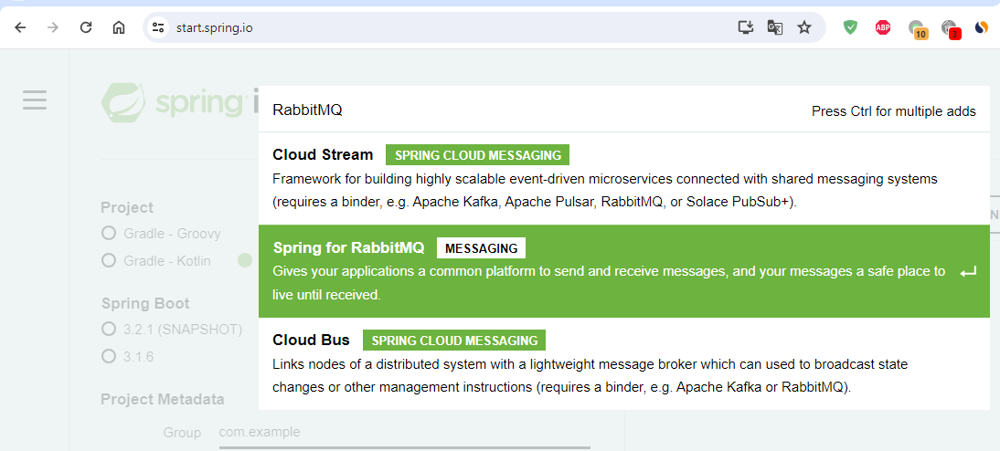 start.spring.io
ABP
10
3
spring i
RabbitMQ
Press Ctrl for multiple adds
Cloud Stream SPRING CLOUD MESSAGING
Framework for building highly scalable event-driven microservices connected with shared messaging systems
(requires a binder, e.g. Apache Kafka, Apache Pulsar, RabbitMQ, or Solace PubSub+).
Project
N
Gradle - Groovy
Spring for RabbitMQ MESSAGING
Gradle - Kotlin
Gives your applications a common platform to send and receive messages, and your messages a safe place to
live until received.
Spring Boot
3.2.1 (SNAPSHOT)
3.1.6
Cloud Bus SPRING CLOUD MESSAGING
Links nodes of a distributed system with a lightweight message broker which can used to broadcast state
changes or other management instructions (requires a binder, e.g. Apache Kafka or RabbitMQ).
Project Metadata
Group com.example